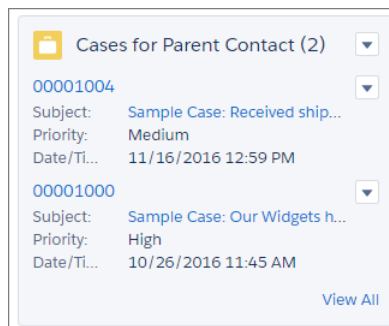 Cases for Parent Contact (2)
00001004
Subject: Sample Case: Received ship...
Priority: Medium
Date/Ti... 11/16/2016 12:59 PM
00001000
Subject: Sample Case: Our Widgets h...
Priority: High
Date/Ti... 10/26/2016 11:45 AM
View All